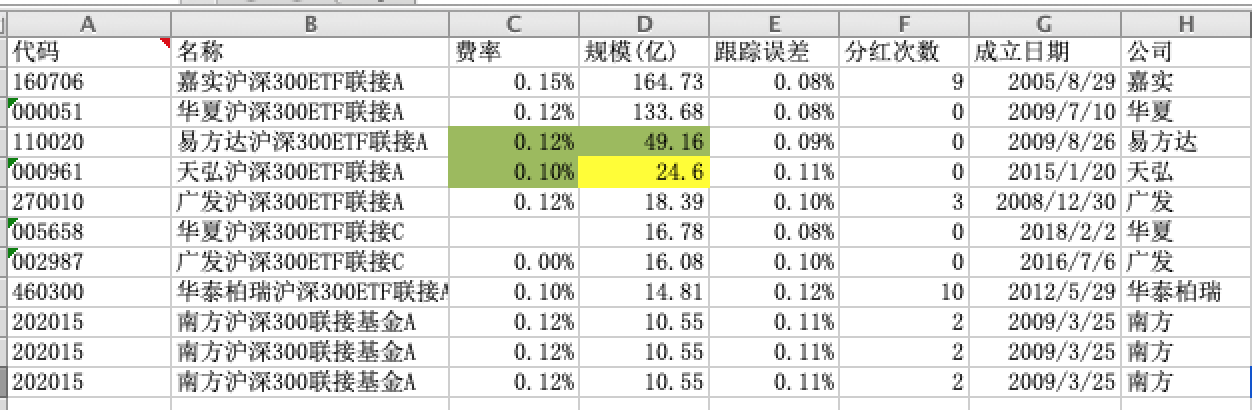 A B C D E F G H
代码 名称 费率 规模(亿) 跟踪误差 分红次数 成立日期 公司
160706 嘉实沪深300ETF联接A 0.15% 164.73 0.08% 9 2005/8/29 嘉实
000051 华夏沪深300ETF联接A 0.12% 133.68 0.08% 0 2009/7/10 华夏
110020 易方达沪深300ETF联接A 0.12% 49.16 0.09% 0 2009/8/26 易方达
000961 天弘沪深300ETF联接A 0.10% 24.6 0.11% 0 2015/1/20 天弘
270010 广发沪深300ETF联接A 0.12% 18.39 0.10% 3 2008/12/30 广发
005658 华夏沪深300ETF联接C 16.78 0.08% 0 2018/2/2 华夏
002987 广发沪深300ETF联接C 0.00% 16.08 0.10% 0 2016/7/6 广发
460300 华泰柏瑞沪深300ETF联接A 0.10% 14.81 0.12% 10 2012/5/29 华泰柏瑞
202015 南方沪深300联接基金A 0.12% 10.55 0.11% 2 2009/3/25 南方
202015 南方沪深300联接基金A 0.12% 10.55 0.11% 2 2009/3/25 南方
202015 南方沪深300联接基金A 0.12% 10.55 0.11% 2 2009/3/25 南方